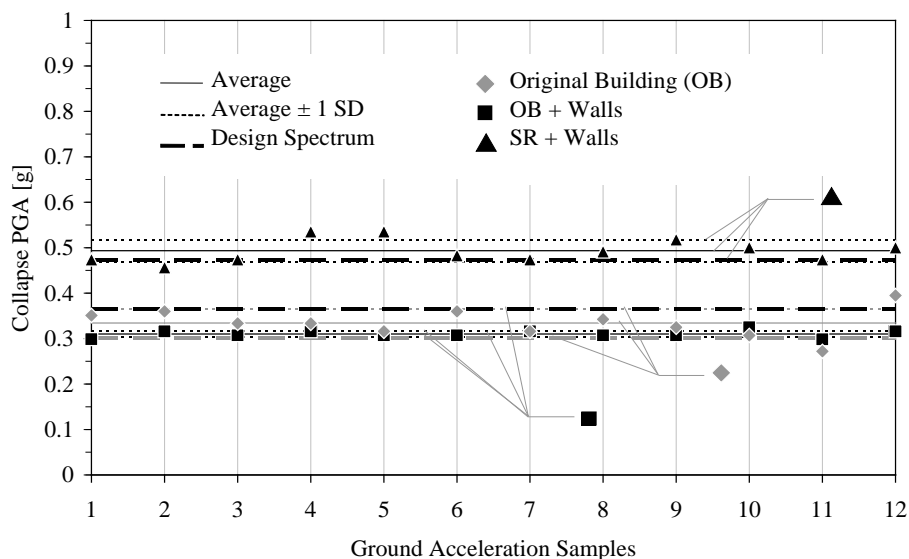 1
0.9
0.8
0.7
0.6
0.5
0.4
0.3
0.2
0.1
0
Collapse PGA [g]
Average
Average ± 1 SD
Design Spectrum
Original Building (OB)
OB + Walls
SR + Walls
1 2 3 4 5 6 7 8 9 10 11 12
Ground Acceleration Samples